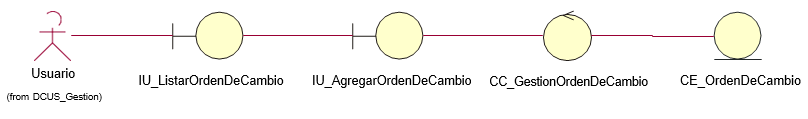 Usuario
(from DCUS_Gestion)
IU_ListarOrdenDeCambio
IU_AgregarOrdenDeCambio
CC_GestionOrdenDeCambio
CE_OrdenDeCambio